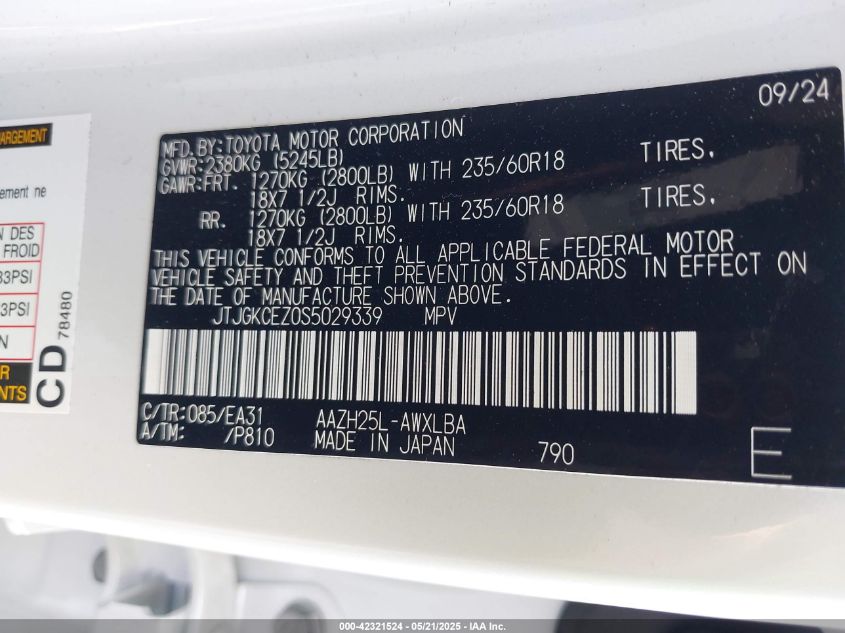 09/24
MFD.BY:TOYOTA MOTOR CORPORATION
GVWR:2380KG (5245LB)
GAWR:FRT. 1270KG (2800LB) WITH 235/60R18 TIRES.
18X7 1/2J RIMS.
RR. 1270KG (2800LB) WITH 235/60R18 TIRES.
18X7 1/2J RIMS.
THIS VEHICLE CONFORMS TO ALL APPLICABLE FEDERAL MOTOR
VEHICLE SAFETY AND THEFT PREVENTION STANDARDS IN EFFECT ON
THE DATE OF MANUFACTURE SHOWN ABOVE.
JTJGKCEZ0S5029339 MPV
C/TR:085/EA31 AAZH25L-AWXLBA
A/TM: /P810 MADE IN JAPAN 790 E
ne
DES
FROID
33PSI
CD 78480
000-42321524 — 05/21/2025 — IAA Inc.